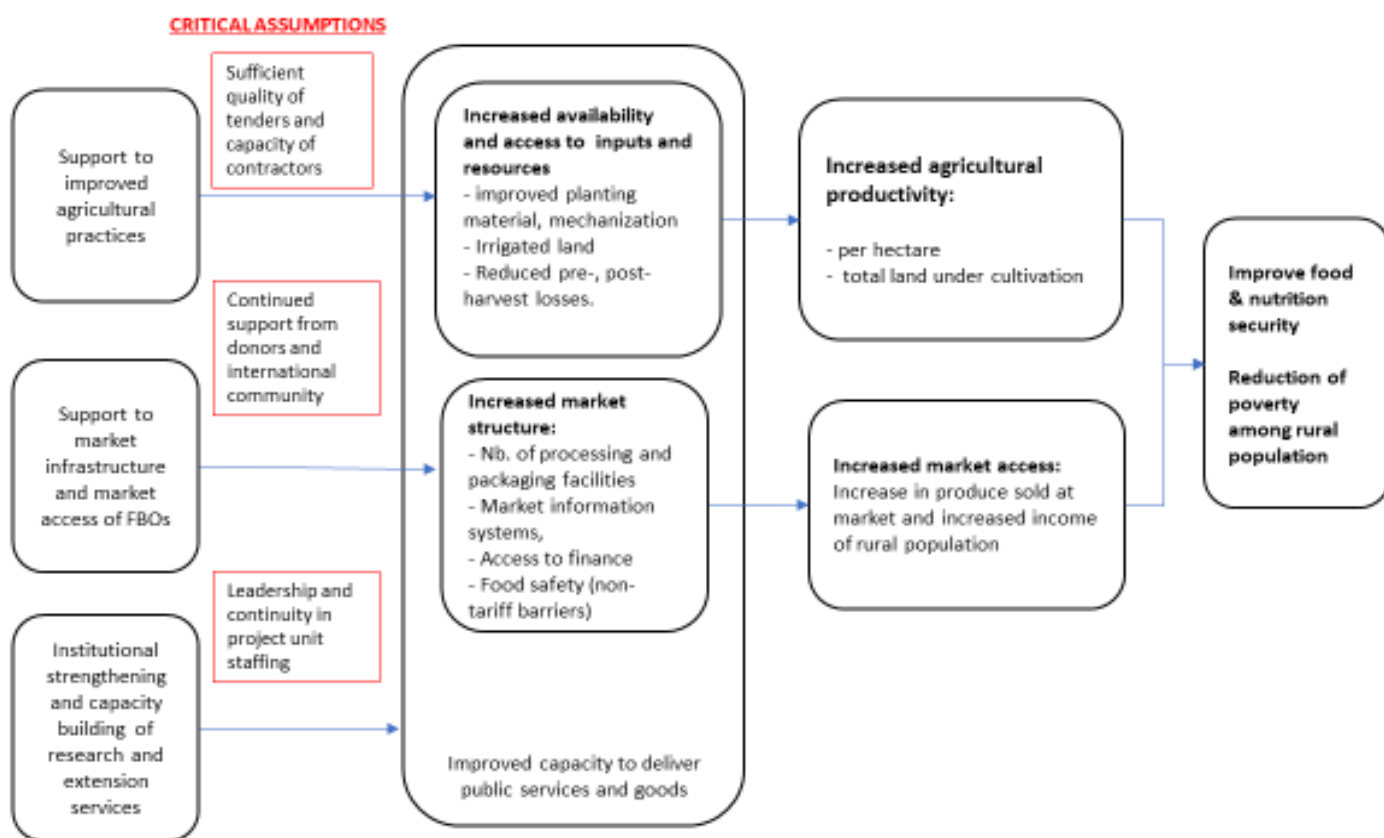 CRITICAL ASSUMPTIONS
Support to
improved
agricultural
practices
Sufficient
quality of
tenders and
capacity of
contractors
Increased availability
and access to inputs and
resources
- improved planting
material, mechanization
- Irrigated land
- Reduced pre-, post-
harvest losses.
Increased agricultural
productivity:
- per hectare
- total land under cultivation
Improve food
& nutrition
security
Reduction of
poverty
among rural
population
Support to
market
infrastructure
and market
access of FBOs
Continued
support from
donors and
international
community
Increased market
structure:
- Nb. of processing and
packaging facilities
- Market information
systems,
- Access to finance
- Food safety (non-
tariff barriers)
Increased market access:
Increase in produce sold at
market and increased income
of rural population
Institutional
strengthening
and capacity
building of
research and
extension
services
Leadership and
continuity in
project unit
staffing
Improved capacity to deliver
public services and goods